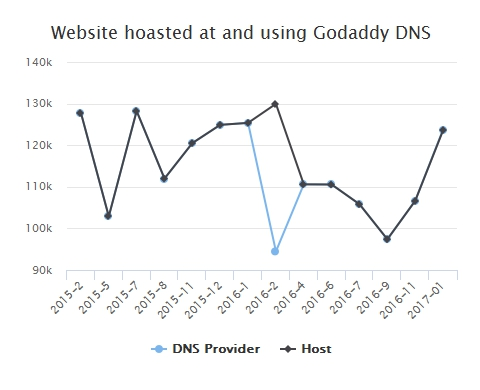 Website hoasted at and using Godaddy DNS
140k
130k
120k
110k
100k
90k
2015-2
2015-5
2015-7
2015-8
2015-11
2015-12
2016-1
2016-2
2016-4
2016-6
2016-7
2016-9
2016-11
2017-01
DNS Provider
Host